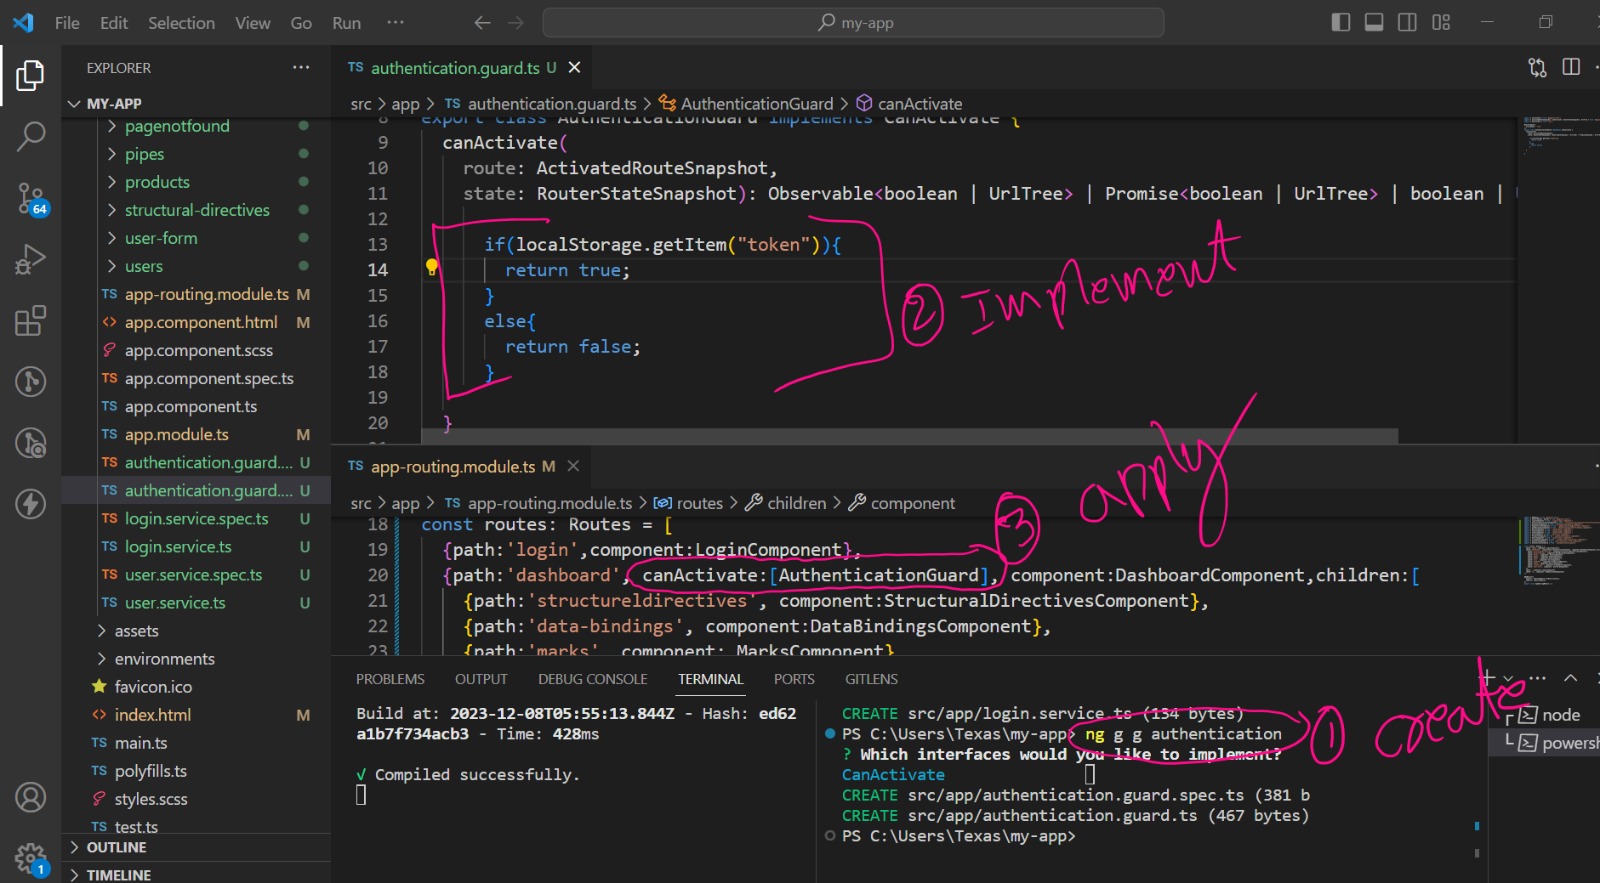 File Edit Selection View Go Run ··· my-app
EXPLORER ···
MY-APP
pagenotfound
pipes
products
structural-directives
user-form
users
TS app-routing.module.ts M
<> app.component.html M
app.component.scss
TS app.component.spec.ts
TS app.component.ts
TS app.module.ts M
TS authentication.guard.... U
TS authentication.guard.... U
TS login.service.spec.ts U
TS login.service.ts U
TS user.service.spec.ts U
TS user.service.ts U
assets
environments
favicon.ico
<> index.html M
TS main.ts
TS polyfills.ts
styles.scss
TS test.ts
OUTLINE
TIMELINE
64
1
TS authentication.guard.ts U
src > app > TS authentication.guard.ts > AuthenticationGuard > canActivate
8 export class AuthenticationGuard implements CanActivate {
9 canActivate(
10 route: ActivatedRouteSnapshot,
11 state: RouterStateSnapshot): Observable<boolean | UrlTree> | Promise<boolean | UrlTree> | boolean |
12
13 if(localStorage.getItem("token")){
14 return true;
15 }
16 else{
17 return false;
18 }
19
20 }
② Implement
TS app-routing.module.ts M
src > app > TS app-routing.module.ts > routes > children > component
18 const routes: Routes = [
19 {path:'login',component:LoginComponent},
20 {path:'dashboard', canActivate:[AuthenticationGuard], component:DashboardComponent,children:[
21 {path:'structureldirectives', component:StructuralDirectivesComponent},
22 {path:'data-bindings', component:DataBindingsComponent},
23 {path:'marks', component: MarksComponent}
③ apply
PROBLEMS OUTPUT DEBUG CONSOLE TERMINAL PORTS GITLENS
Build at: 2023-12-08T05:55:13.844Z - Hash: ed62
a1b7f734acb3 - Time: 428ms
√ Compiled successfully.
CREATE src/app/login.service.ts (134 bytes)
PS C:\Users\Texas\my-app> ng g g authentication
? Which interfaces would you like to implement?
CanActivate
CREATE src/app/authentication.guard.spec.ts (381 b
CREATE src/app/authentication.guard.ts (467 bytes)
PS C:\Users\Texas\my-app>
① create
node
powersh